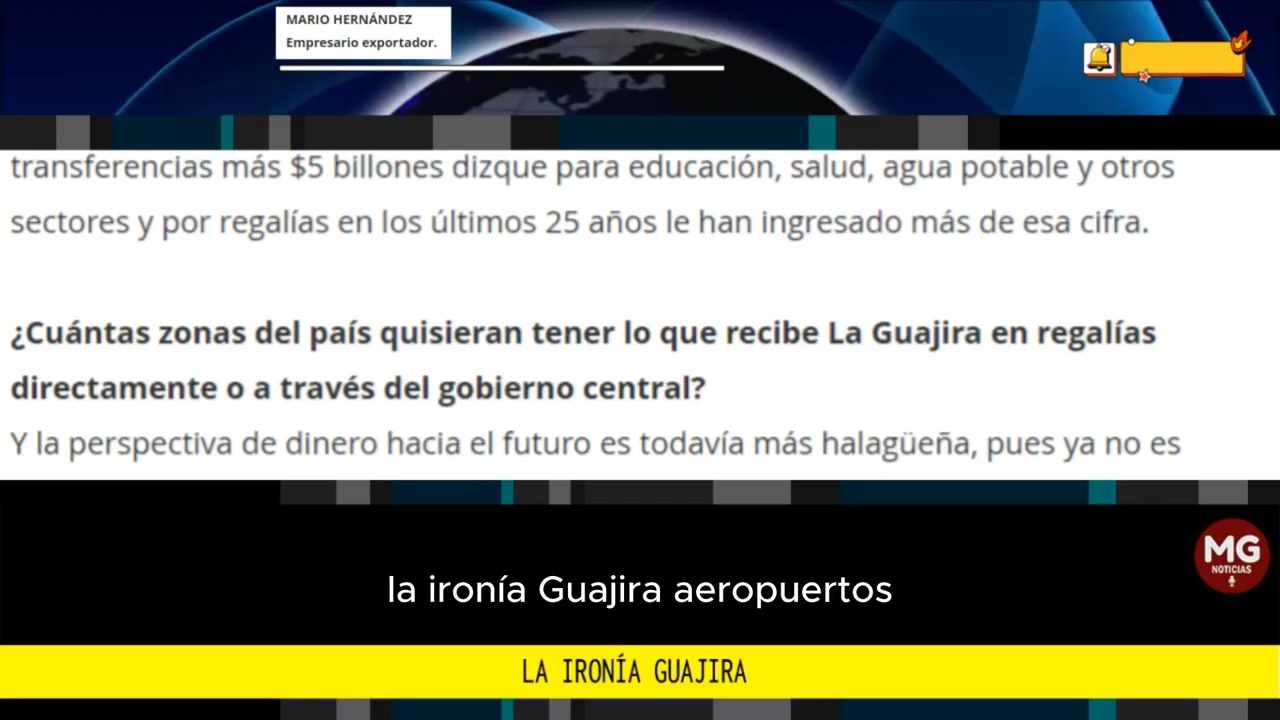 MARIO HERNÁNDEZ
Empresario exportador.
transferencias más $5 billones dizque para educación, salud, agua potable y otros
sectores y por regalías en los últimos 25 años le han ingresado más de esa cifra.
¿Cuántas zonas del país quisieran tener lo que recibe La Guajira en regalías
directamente o a través del gobierno central?
Y la perspectiva de dinero hacia el futuro es todavía más halagüeña, pues ya no es
MG
NOTICIAS
la ironía Guajira aeropuertos
LA IRONÍA GUAJIRA